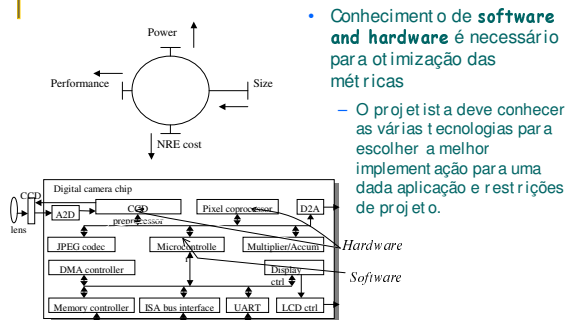 Power
Performance
Size
NRE cost
• Conhecimento de software
and hardware é necessário
para otimização das
métricas
– O projetista deve conhecer
as várias tecnologias para
escolher a melhor
implementação para uma
dada aplicação e restrições
de projeto.
Digital camera chip
CCD
lens
A2D
CCD
preprocessor
Pixel coprocessor
D2A
JPEG codec
Microcontrolle
r
Multiplier/Accum
Hardware
DMA controller
Display
ctrl
Software
Memory controller
ISA bus interface
UART
LCD ctrl